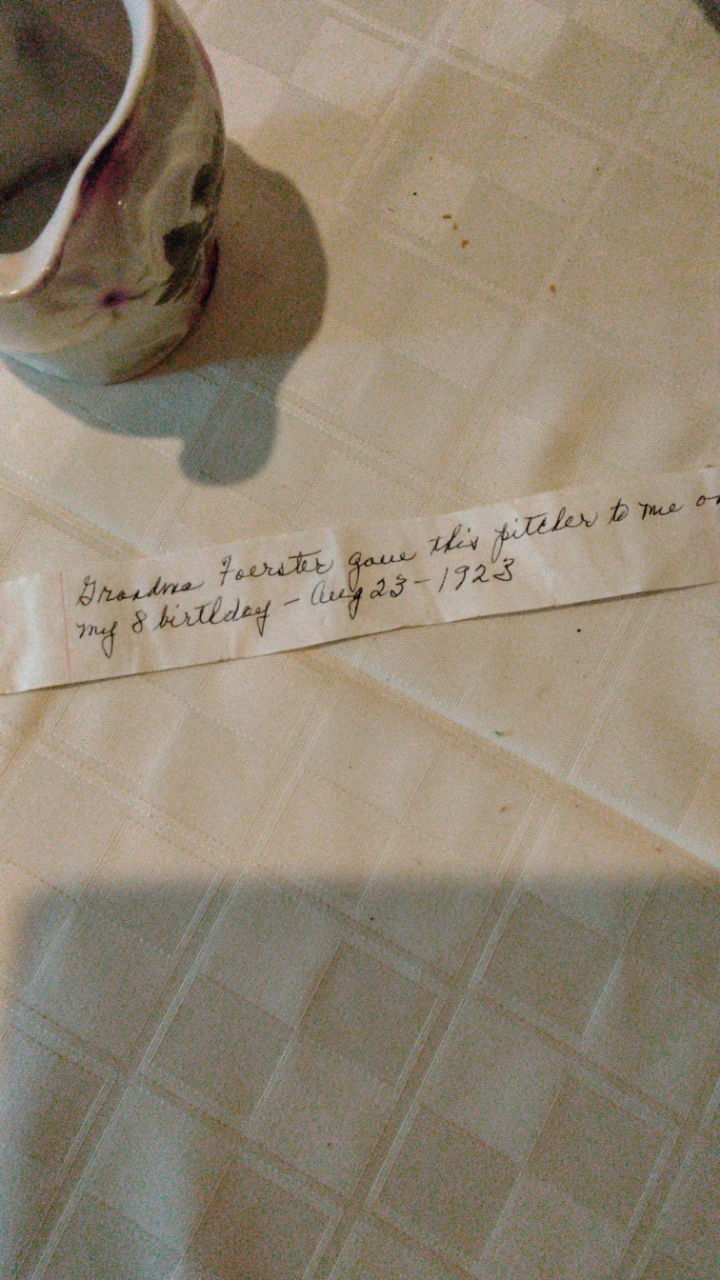 Grandma Foerster gave this pitcher to me on
my 8 birthday - Aug 23 - 1923